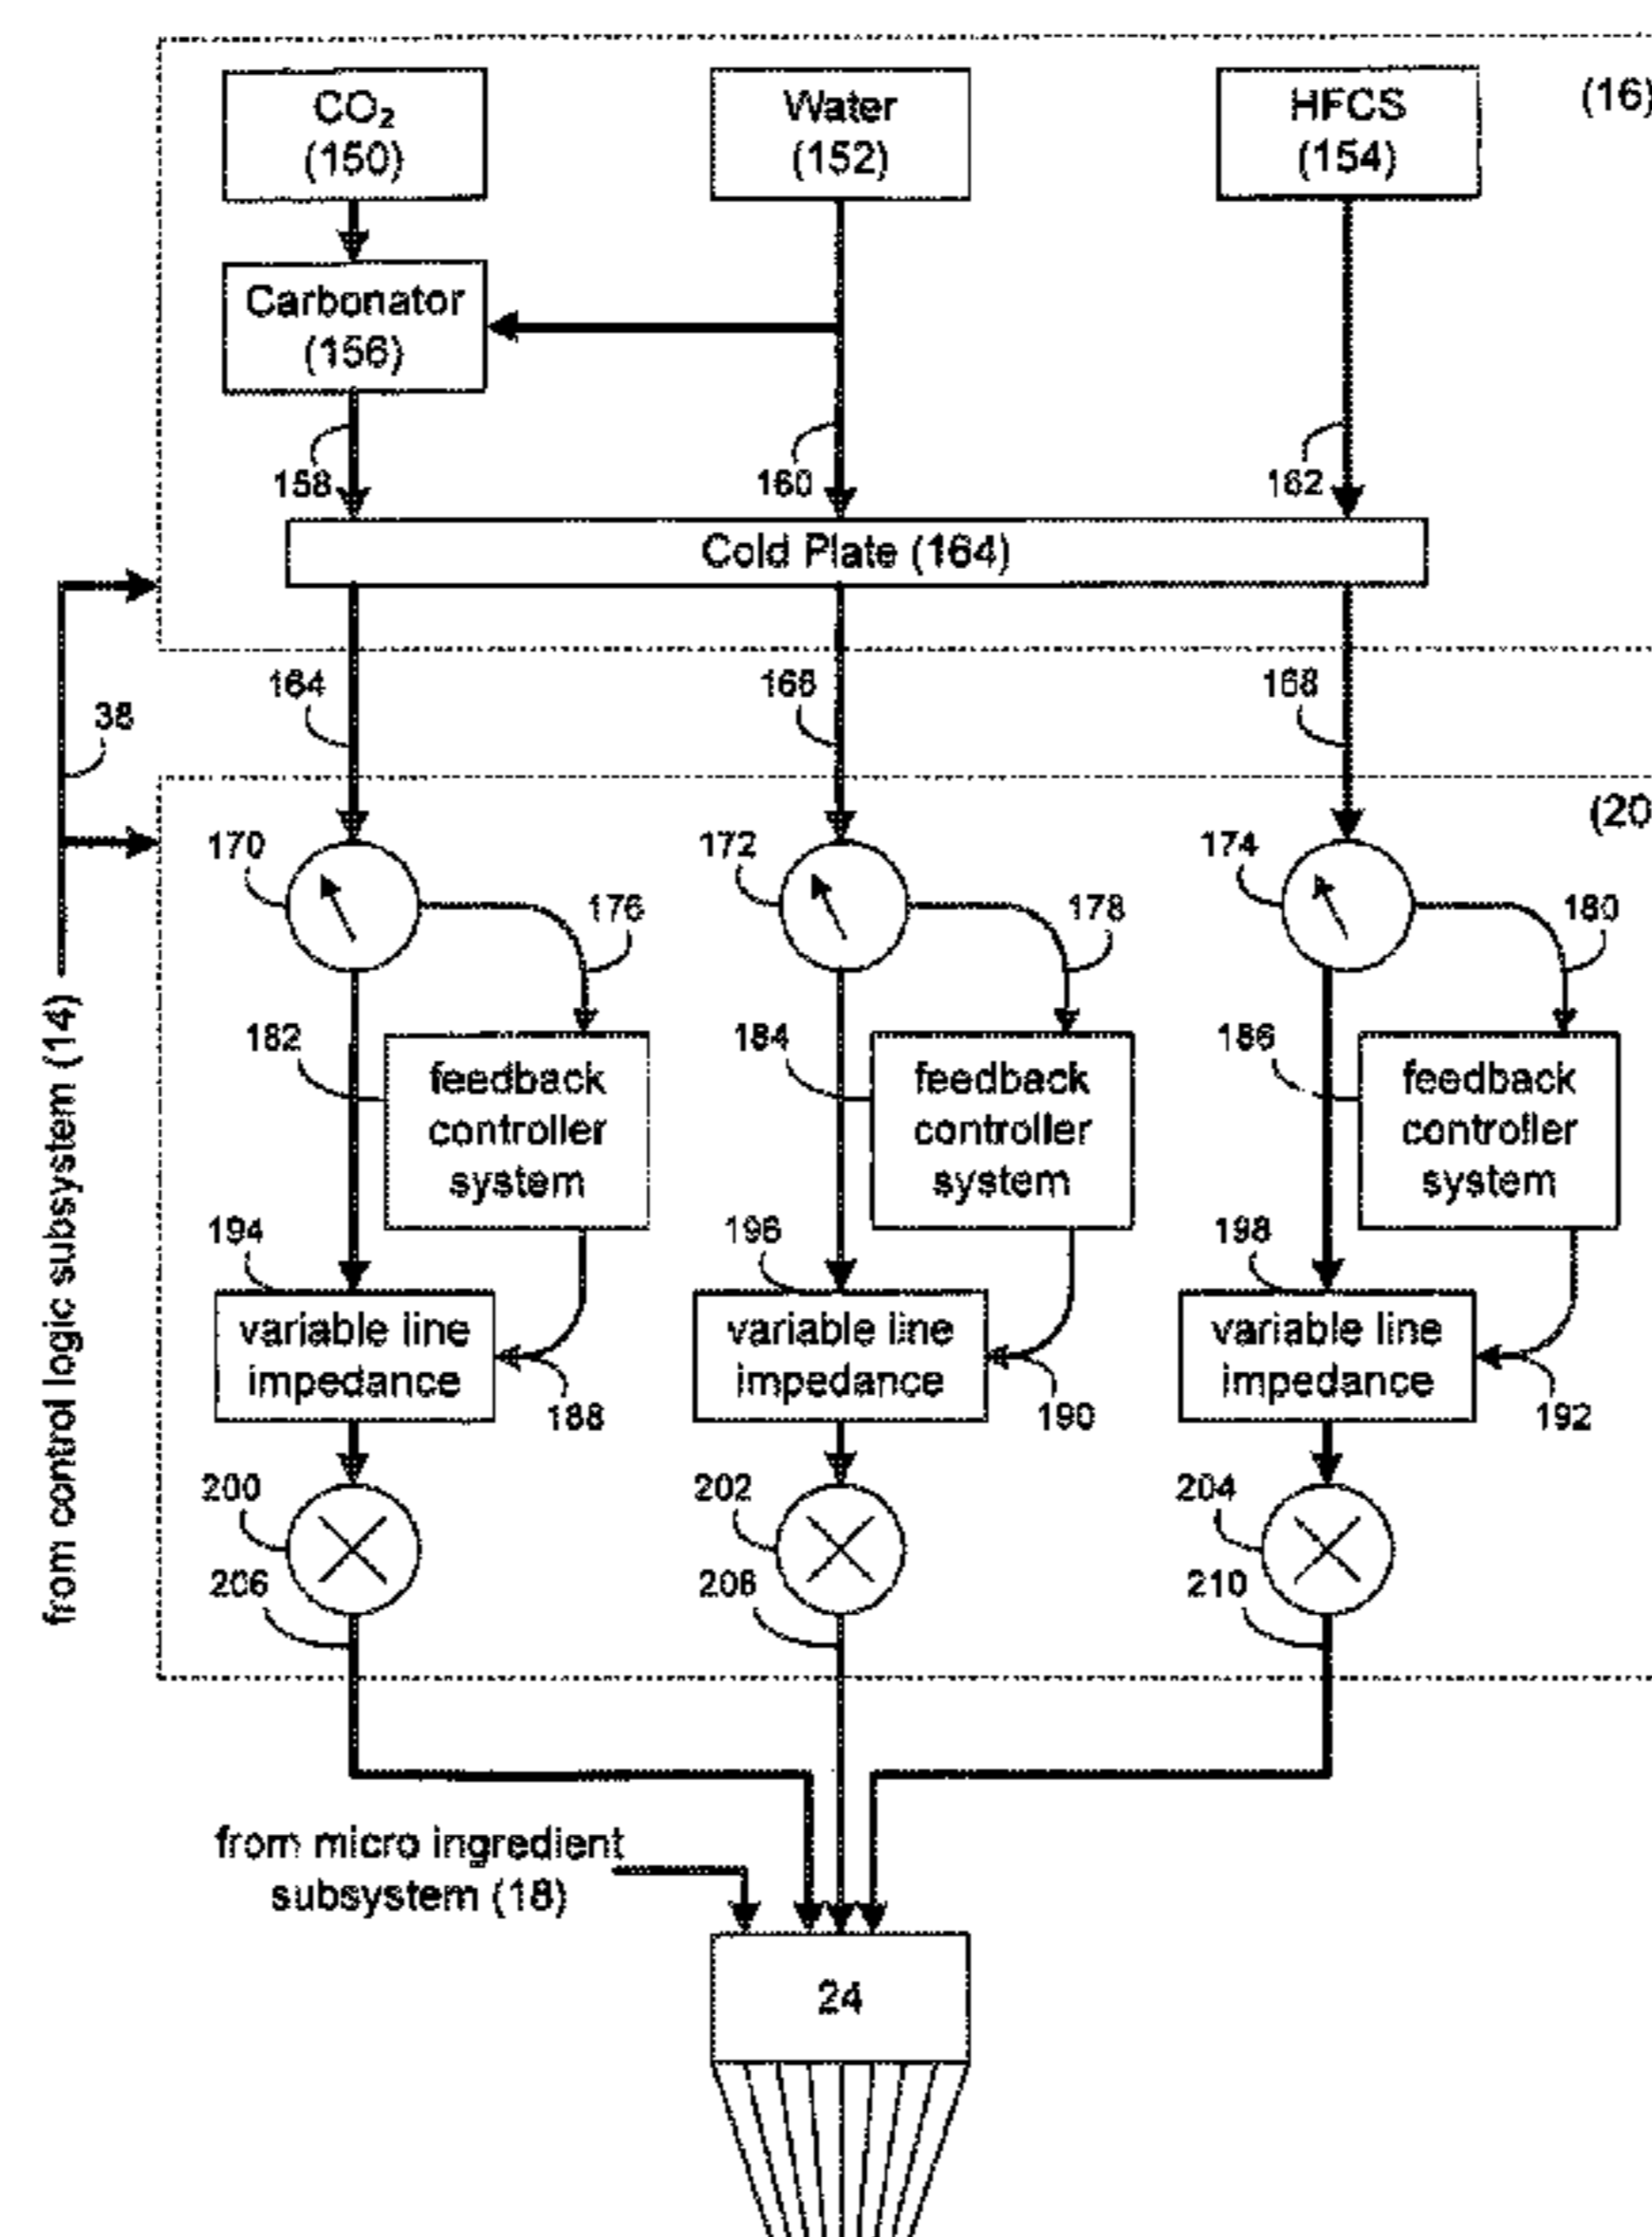 CO₂
(150)
Water
(152)
HFCS
(154)
(16)
Carbonator
(156)
158
160
162
Cold Plate (164)
164
166
168
38
(20
170
172
174
176
178
180
182
184
186
feedback
controller
system
feedback
controller
system
feedback
controller
system
194
196
198
variable line
impedance
variable line
impedance
variable line
impedance
188
190
192
200
202
204
206
208
210
from control logic subsystem (14)
from micro ingredient
subsystem (18)
24